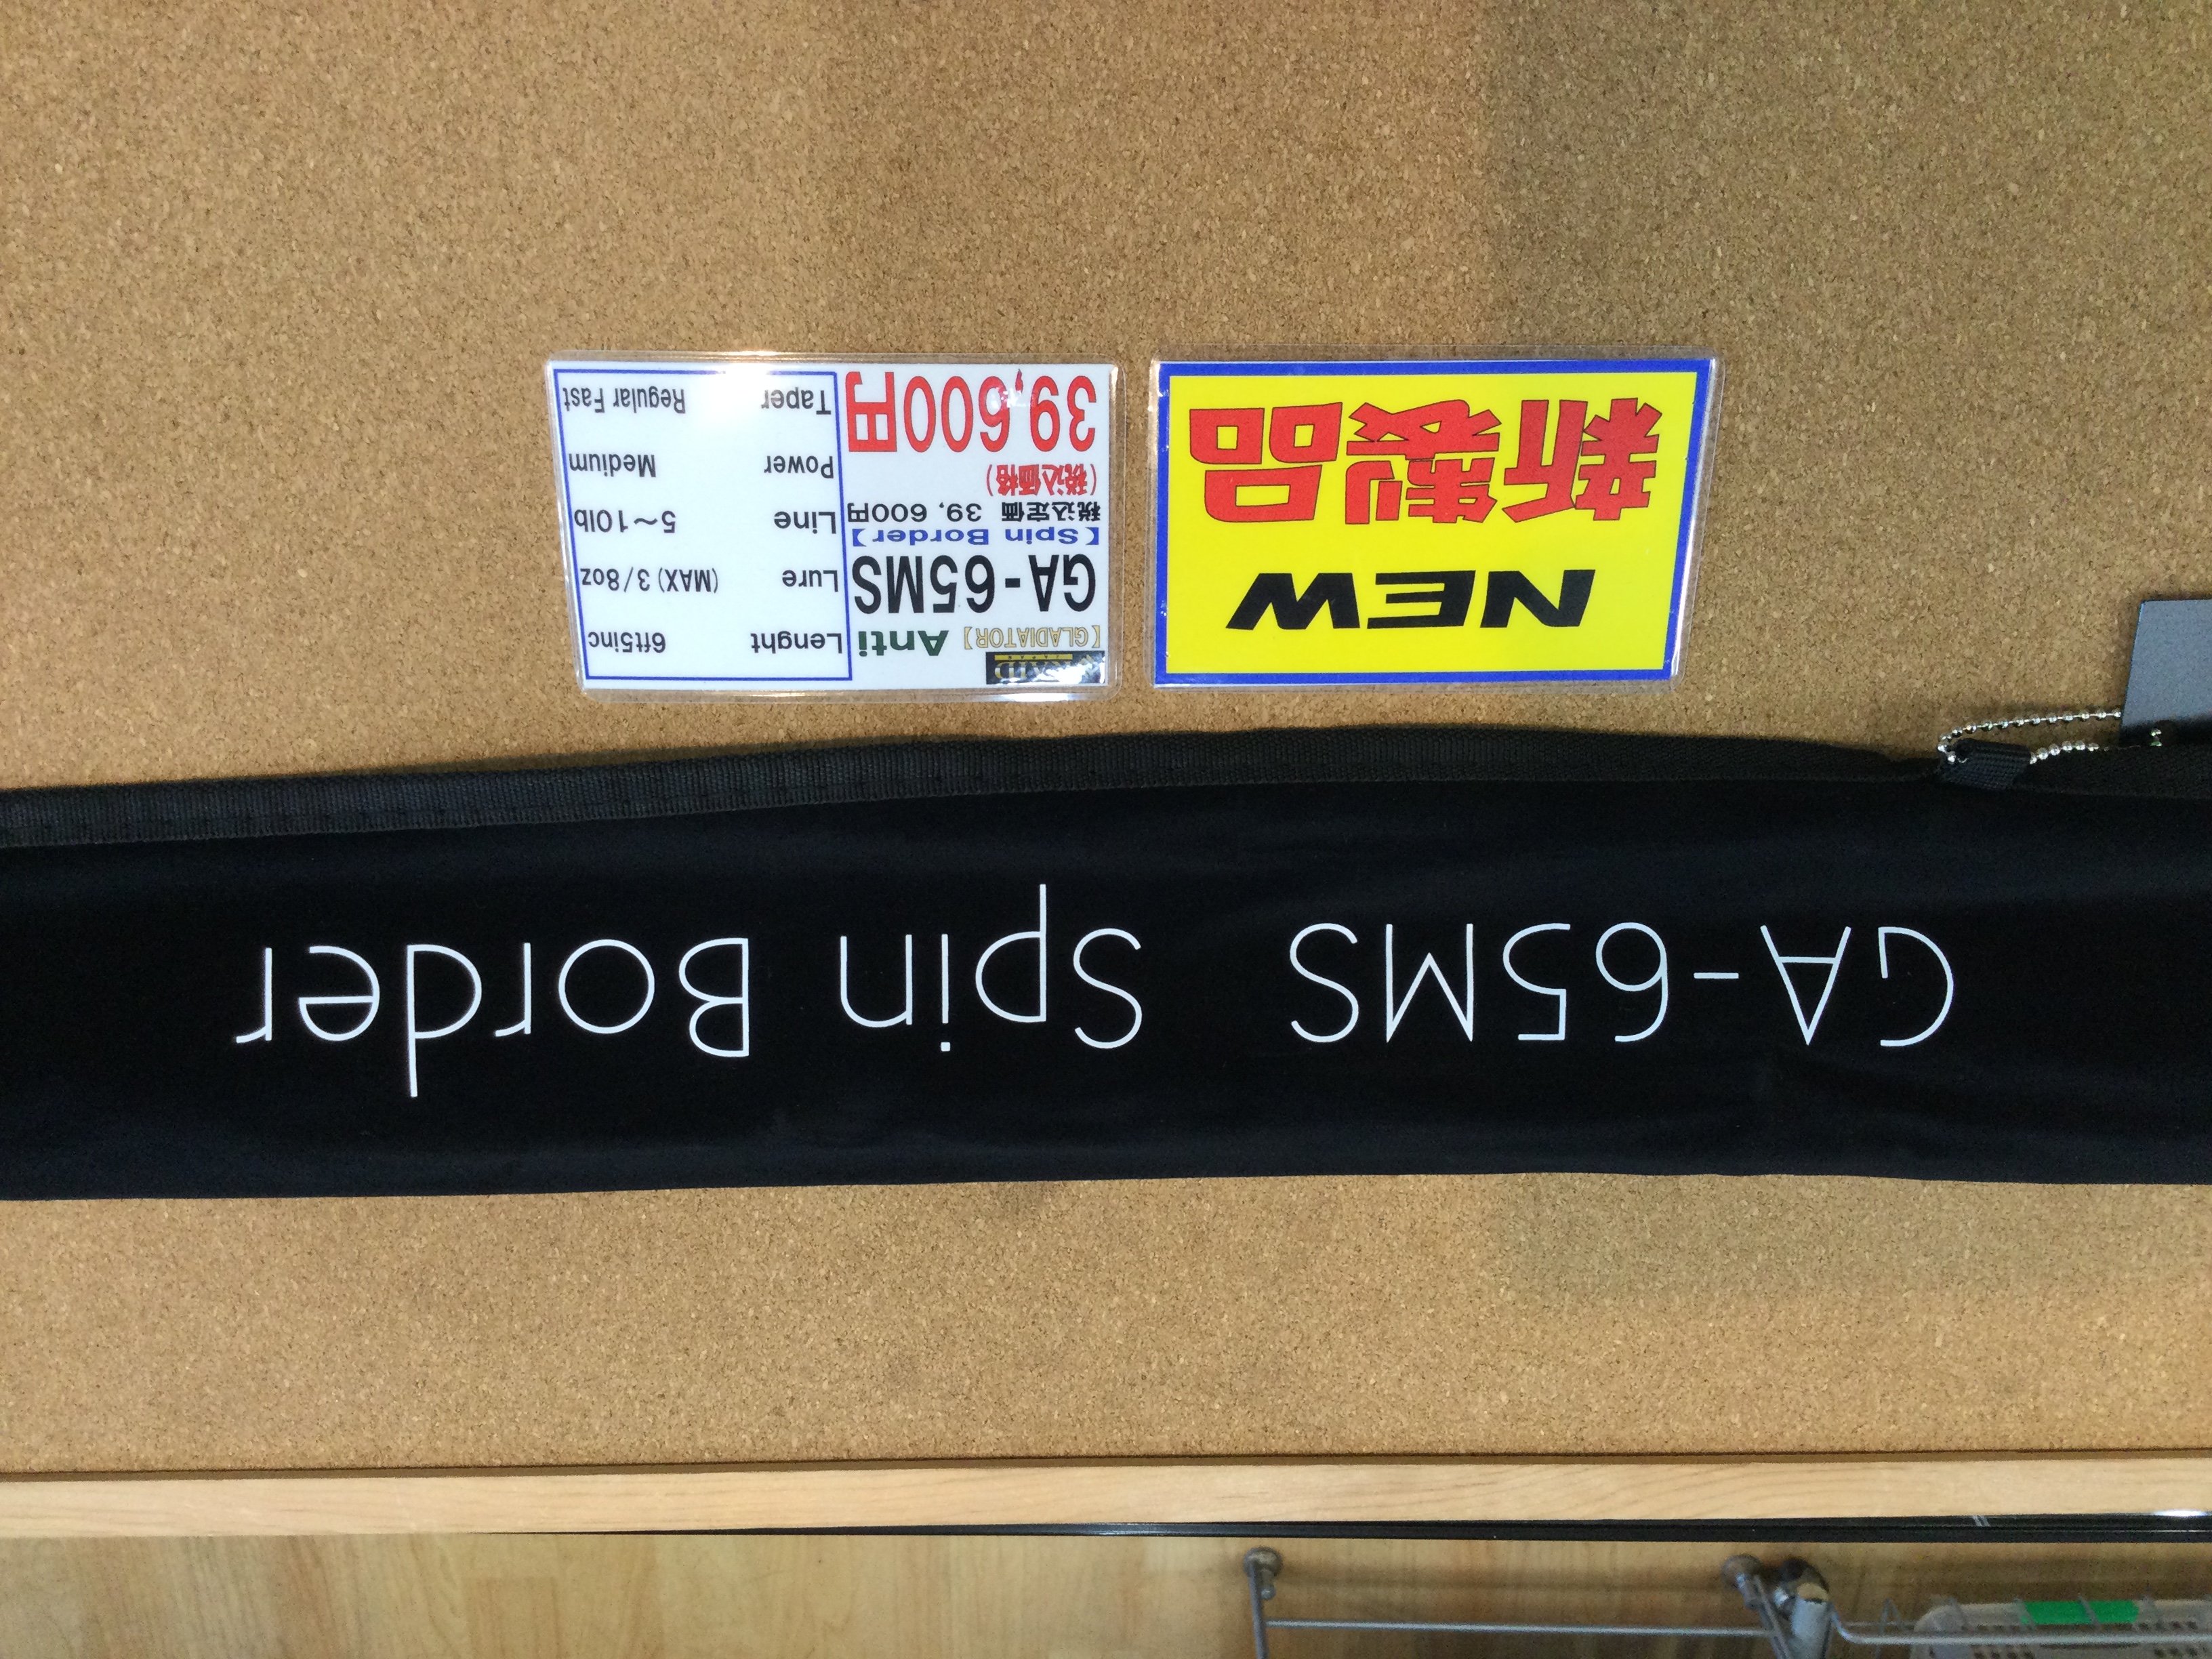 NEW
新製品
RAID
JAPAN
【GLADIATOR】 Anti
GA-65MS
【Spin Border】
税込定価 39,600円
(税込価格)
39,600円
Lenght 6ft5inc
Lure (MAX)3/8oz
Line 5～10lb
Power Medium
Taper Regular Fast
GA-65MS Spin Border